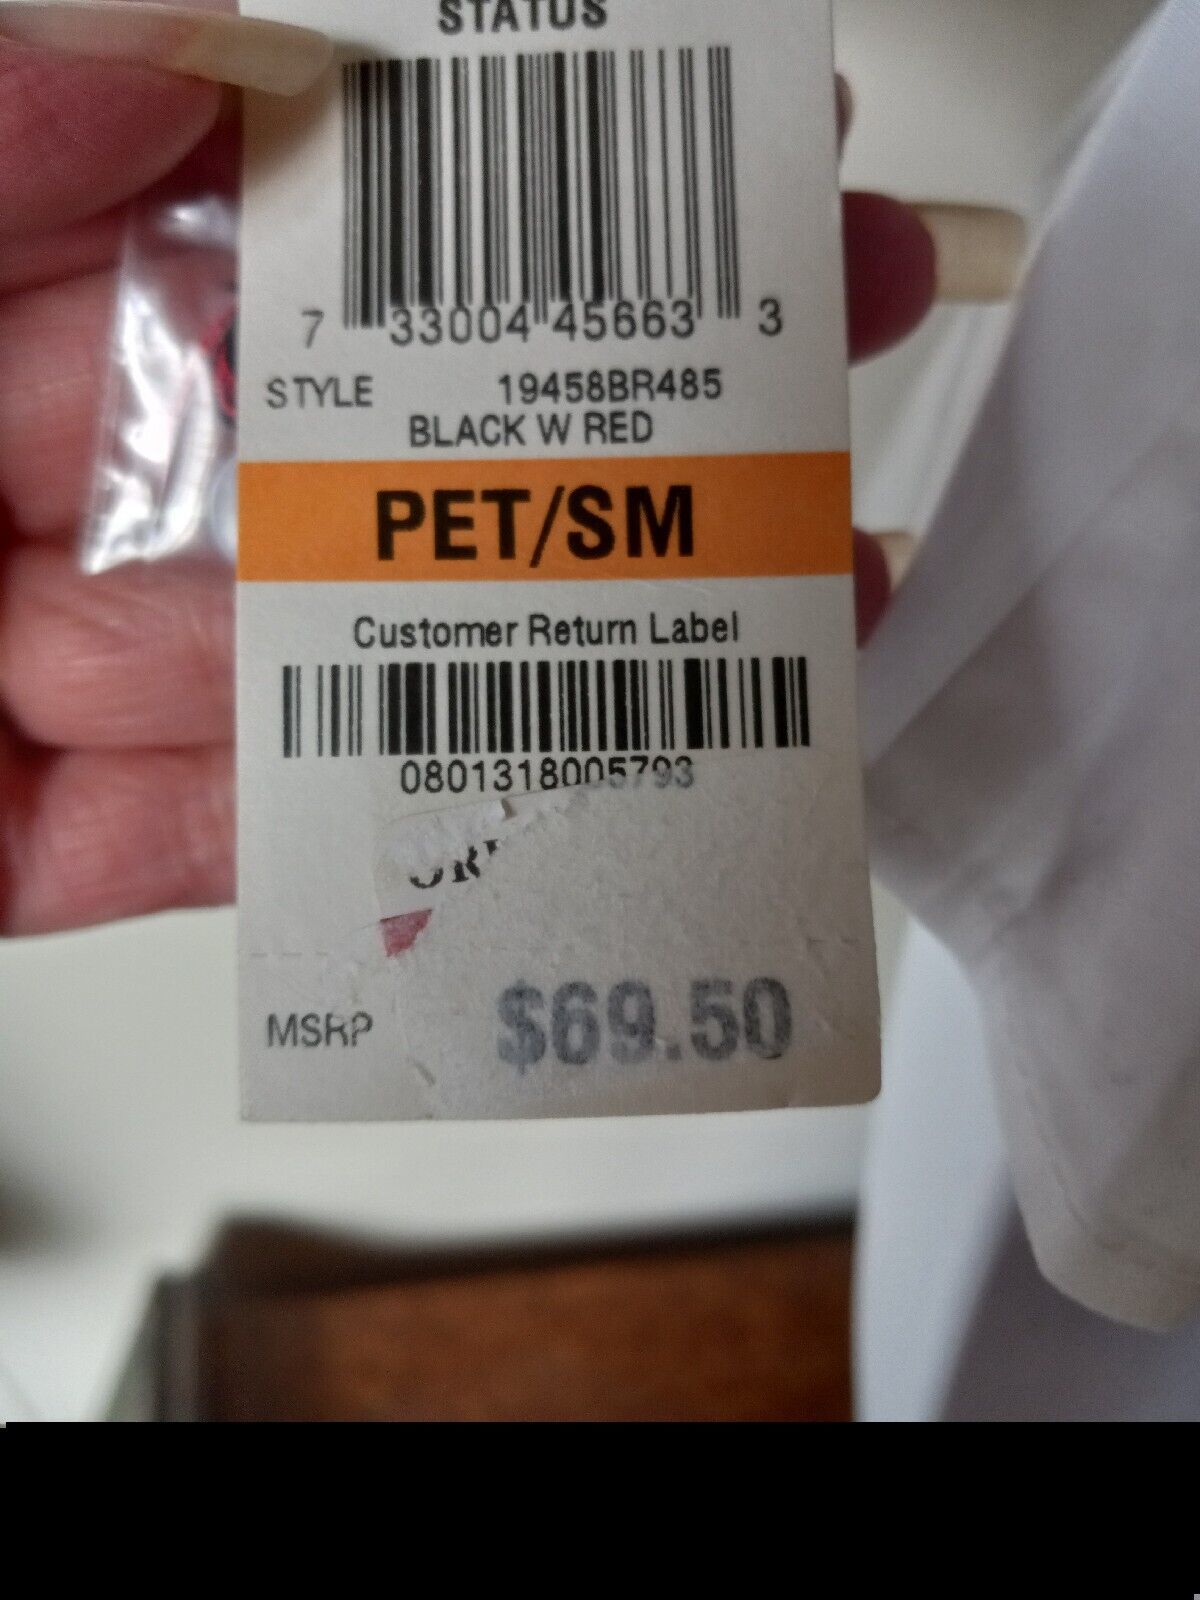 STATUS
7 33004 45663 3
STYLE 19458BR485
BLACK W RED
PET/SM
Customer Return Label
0801318005793
MSRP $69.50